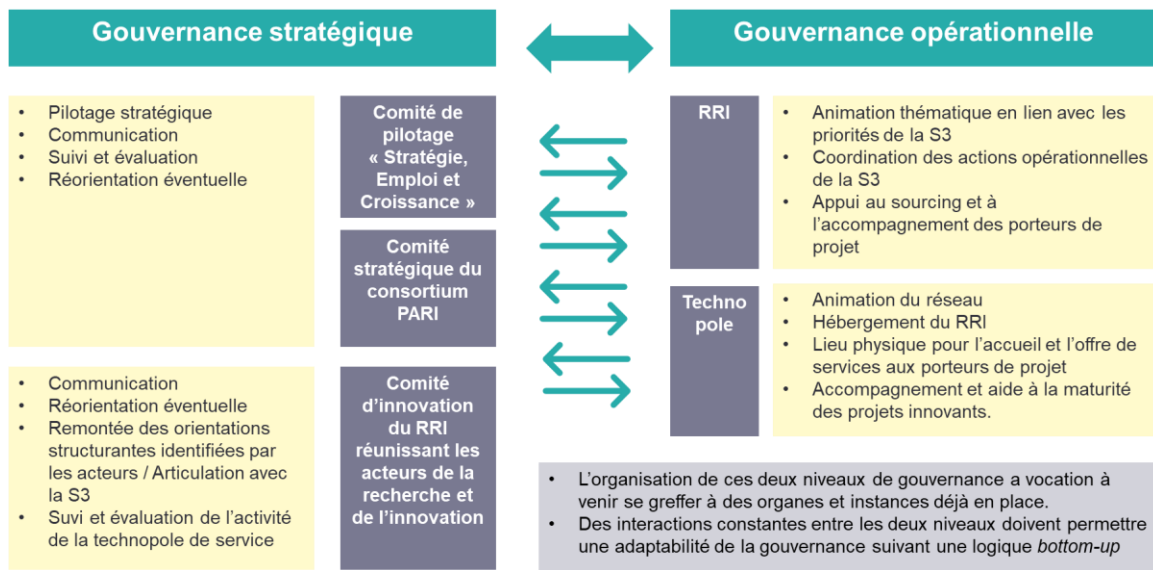 Gouvernance stratégique
• Pilotage stratégique
• Communication
• Suivi et évaluation
• Réorientation éventuelle
Comité de
pilotage
« Stratégie,
Emploi et
Croissance »
Comité
stratégique du
consortium
PARI
• Communication
• Réorientation éventuelle
• Remontée des orientations
structurantes identifiées par
les acteurs / Articulation avec
la S3
• Suvi et évaluation de l’activité
de la technopole de service
Comité
d’innovation
du RRI
réunissant les
acteurs de la
recherche et
de l’innovation
Gouvernance opérationnelle
RRI
• Animation thématique en lien avec les
priorités de la S3
• Coordination des actions opérationnelles
de la S3
• Appui au sourcing et à
l’accompagnement des porteurs de
projet
Techno
pole
• Animation du réseau
• Hébergement du RRI
• Lieu physique pour l’accueil et l’offre de
services aux porteurs de projet
• Accompagnement et aide à la maturité
des projets innovants.
• L’organisation de ces deux niveaux de gouvernance a vocation à
venir se greffer à des organes et instances déjà en place.
• Des interactions constantes entre les deux niveaux doivent permettre
une adaptabilité de la gouvernance suivant une logique bottom-up